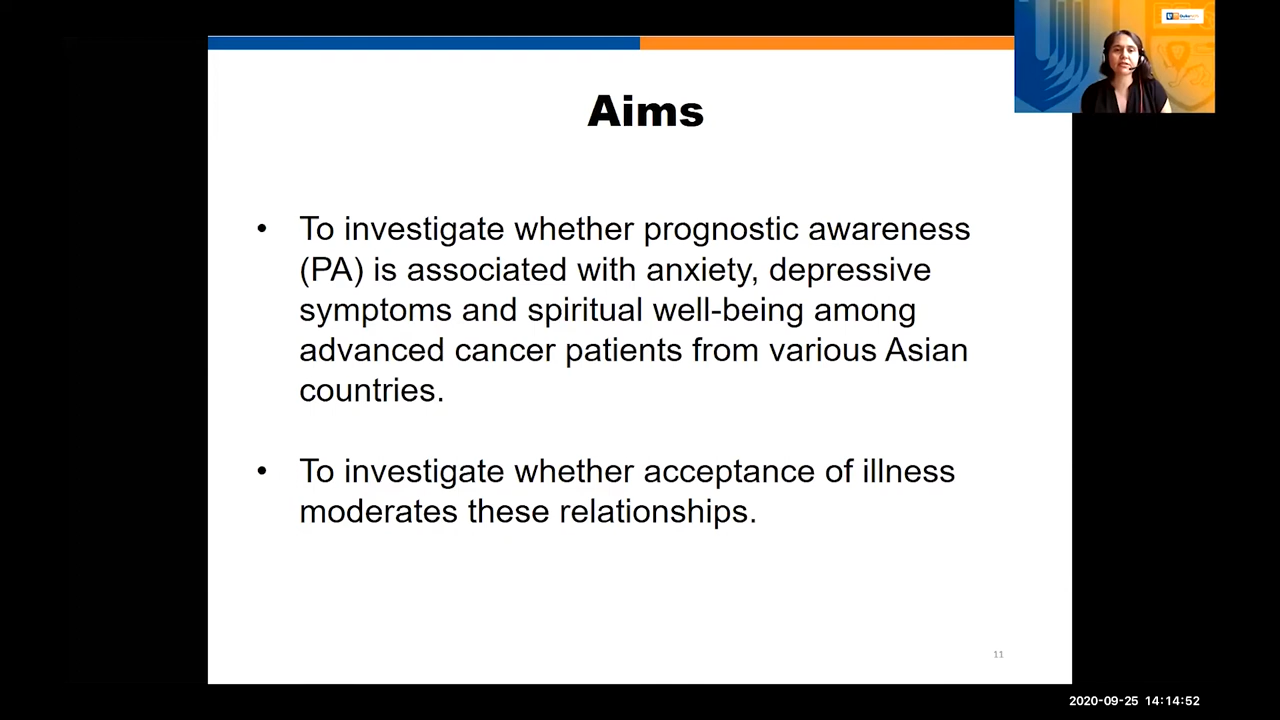 Aims
• To investigate whether prognostic awareness
(PA) is associated with anxiety, depressive
symptoms and spiritual well-being among
advanced cancer patients from various Asian
countries.
• To investigate whether acceptance of illness
moderates these relationships.
11
2020-09-25 14:14:52